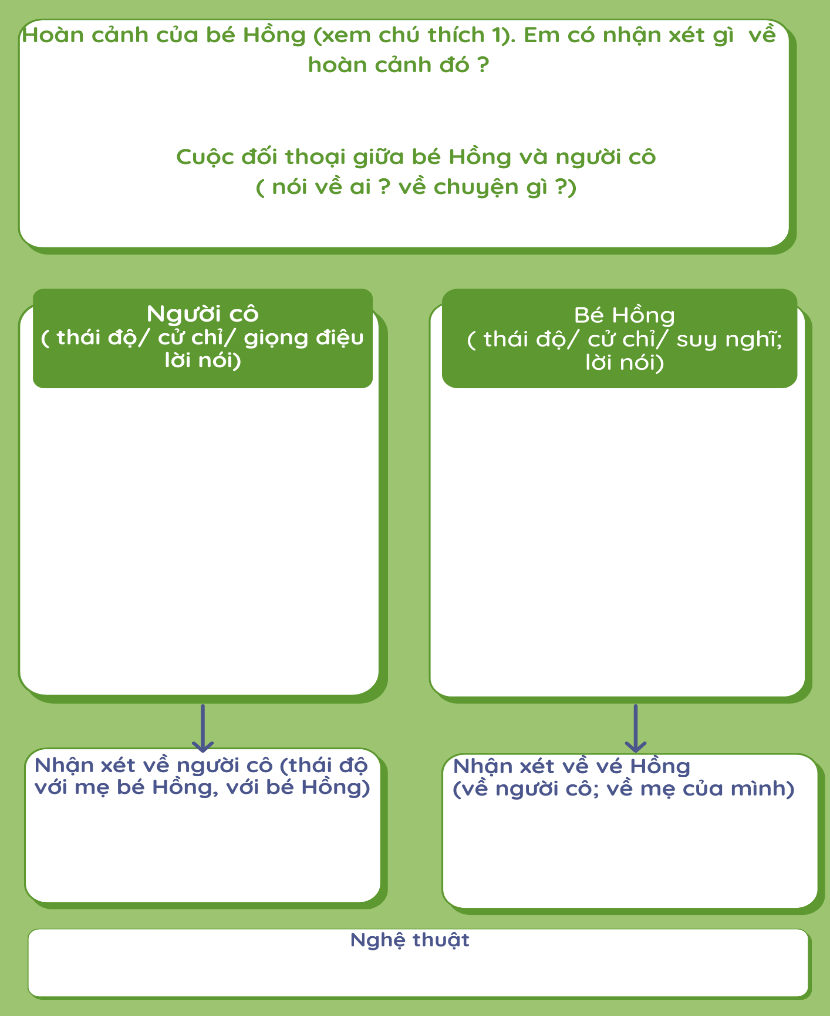 Hoàn cảnh của bé Hồng (xem chú thích 1). Em có nhận xét gì về
hoàn cảnh đó ?
Cuộc đối thoại giữa bé Hồng và người cô
( nói về ai ? về chuyện gì ?)
Người cô
( thái độ/ cử chỉ/ giọng điệu
lời nói)
Bé Hồng
( thái độ/ cử chỉ/ suy nghĩ;
lời nói)
Nhận xét về người cô (thái độ
với mẹ bé Hồng, với bé Hồng)
Nhận xét về vé Hồng
(về người cô; về mẹ của mình)
Nghệ thuật